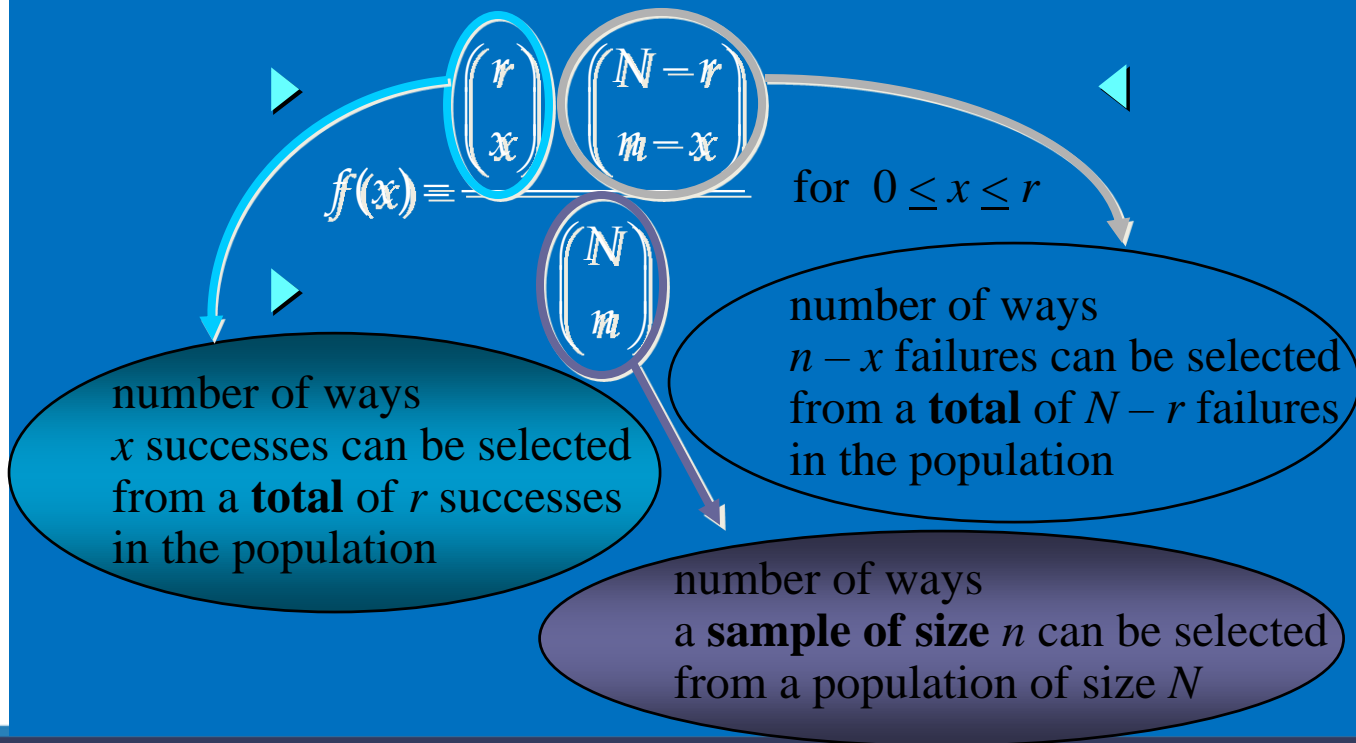 f(x) = (r x) (N – r n – x) / (N n) for 0 ≤ x ≤ r
number of ways
x successes can be selected
from a total of r successes
in the population
number of ways
n – x failures can be selected
from a total of N – r failures
in the population
number of ways
a sample of size n can be selected
from a population of size N